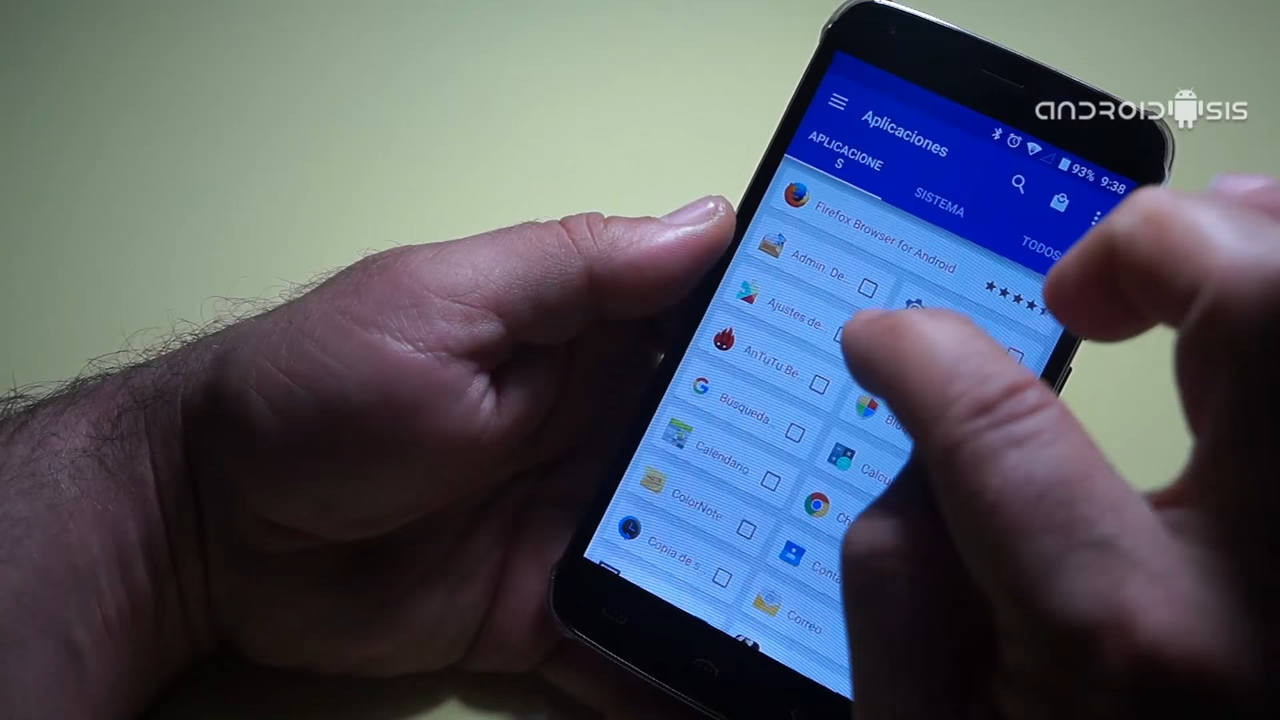 ANDROIDSIS
93% 9:38
Aplicaciones
APLICACIONE
S
SISTEMA
TODOS
Firefox Browser for Android
Admin. De...
Ajustes de...
AnTuTu Be...
Búsqueda...
Calendario
Calcu
ColorNote
Ch
Copia de s...
Conta
Correo